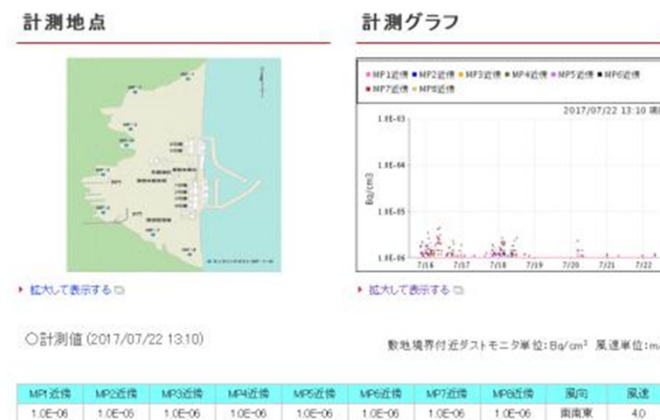 計測地点
計測グラフ
MP1近傍 MP2近傍 MP3近傍 MP4近傍 MP5近傍 MP6近傍
MP7近傍 MP8近傍
2017/07/22 13:10
1.0E-03
1.0E-04
1.0E-05
1.0E-06
Bq/cm3
7/16 7/17 7/18 7/19 7/20 7/21 7/22
拡大して表示する
拡大して表示する
○計測値(2017/07/22 13:10)
敷地境界付近ダストモニタ単位:Bq/cm³ 風速単位:m/
MP1近傍 MP2近傍 MP3近傍 MP4近傍 MP5近傍 MP6近傍 MP7近傍 MP8近傍 風向 風速
1.0E-06 1.0E-06 1.0E-06 1.0E-06 1.0E-06 1.0E-06 1.0E-06 1.0E-06 南南東 4.0